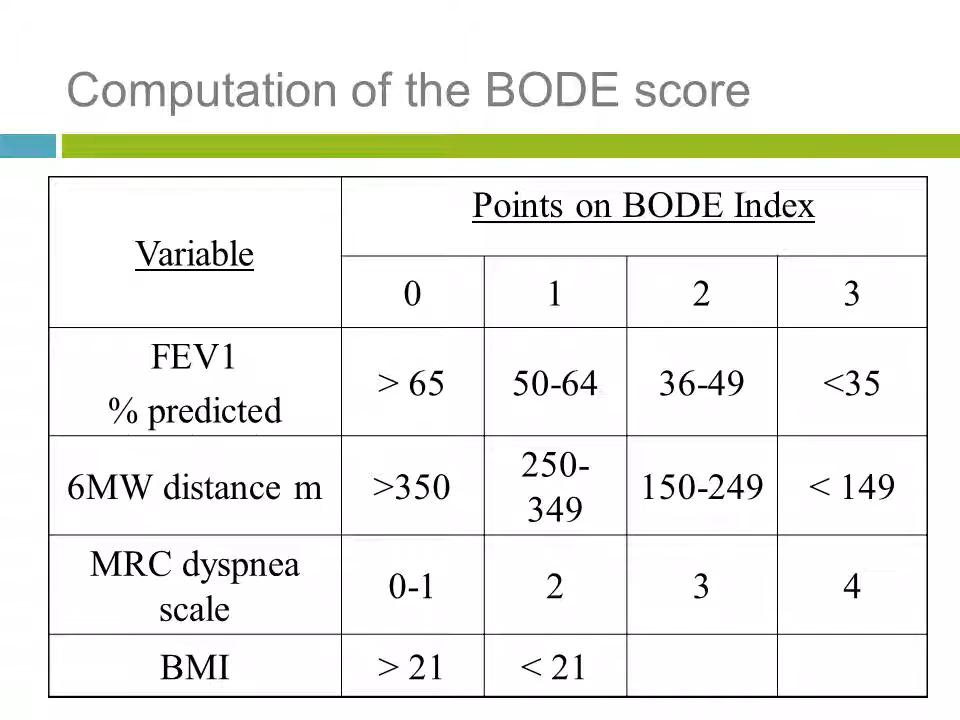 Computation of the BODE score
Variable
Points on BODE Index
0 1 2 3
FEV1
% predicted
> 65 50-64 36-49 <35
6MW distance m
>350
250-
349
150-249 < 149
MRC dyspnea
scale
0-1 2 3 4
BMI > 21 < 21